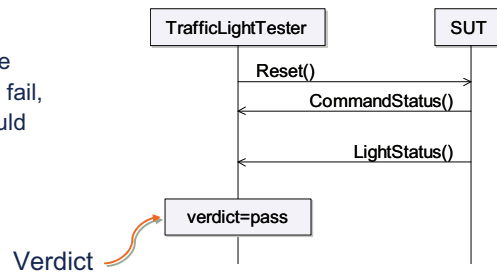 e
fail,
uld
TrafficLightTester
SUT
Reset()
CommandStatus()
LightStatus()
verdict=pass
Verdict